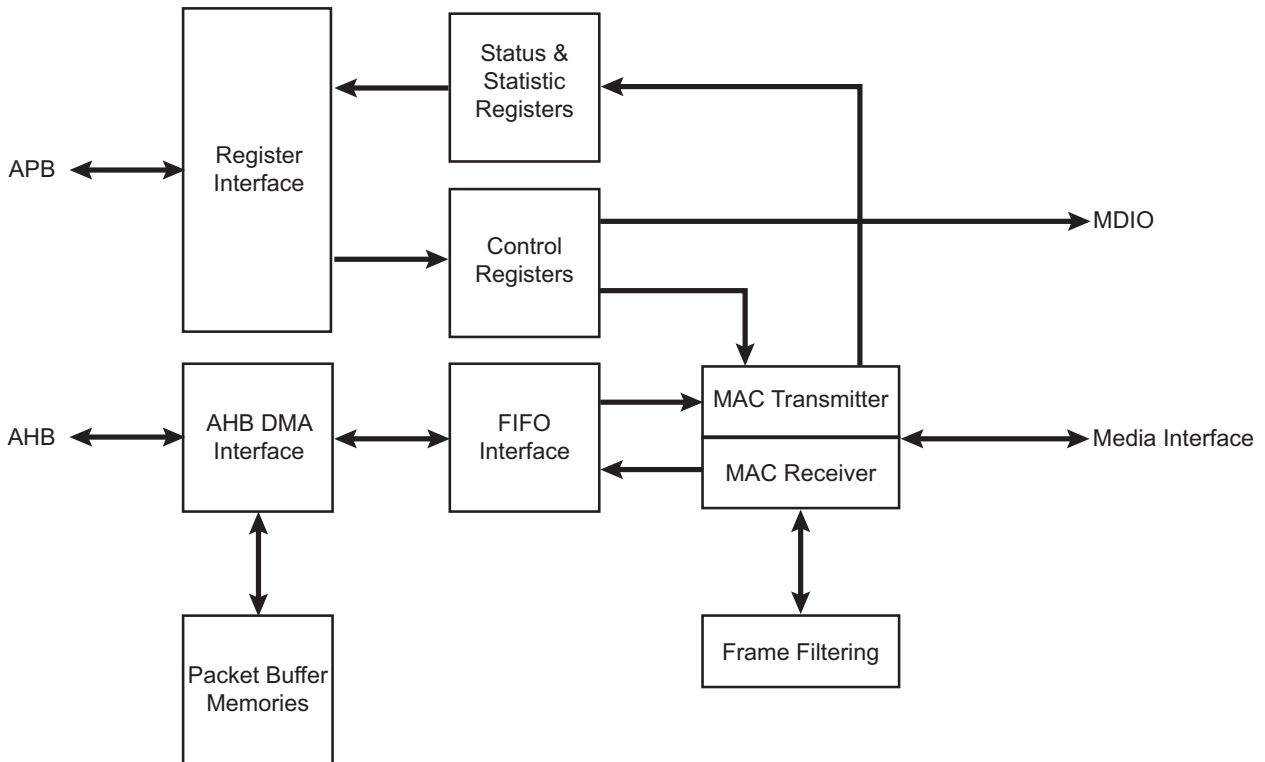 Status &
Statistic
Registers
APB
Register
Interface
MDIO
Control
Registers
MAC Transmitter
AHB
AHB DMA
Interface
FIFO
Interface
Media Interface
MAC Receiver
Frame Filtering
Packet Buffer
Memories